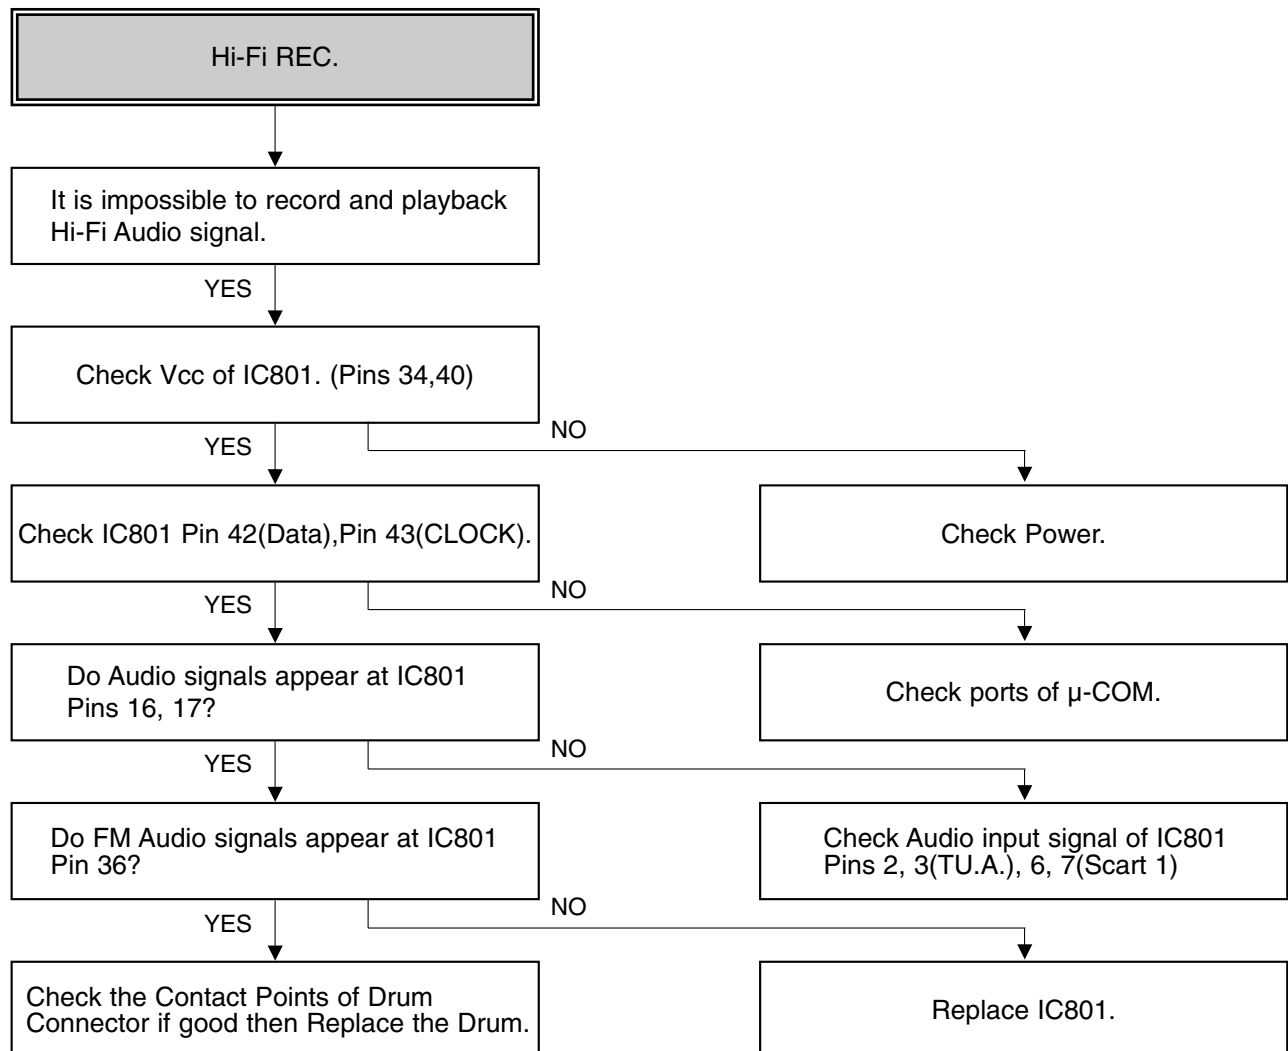 Hi-Fi REC.
It is impossible to record and playback
Hi-Fi Audio signal.
YES
Check Vcc of IC801. (Pins 34,40)
YES
NO
Check IC801 Pin 42(Data),Pin 43(CLOCK).
Check Power.
YES
NO
Do Audio signals appear at IC801
Pins 16, 17?
Check ports of µ-COM.
YES
NO
Do FM Audio signals appear at IC801
Pin 36?
Check Audio input signal of IC801
Pins 2, 3(TU.A.), 6, 7(Scart 1)
YES
NO
Check the Contact Points of Drum
Connector if good then Replace the Drum.
Replace IC801.